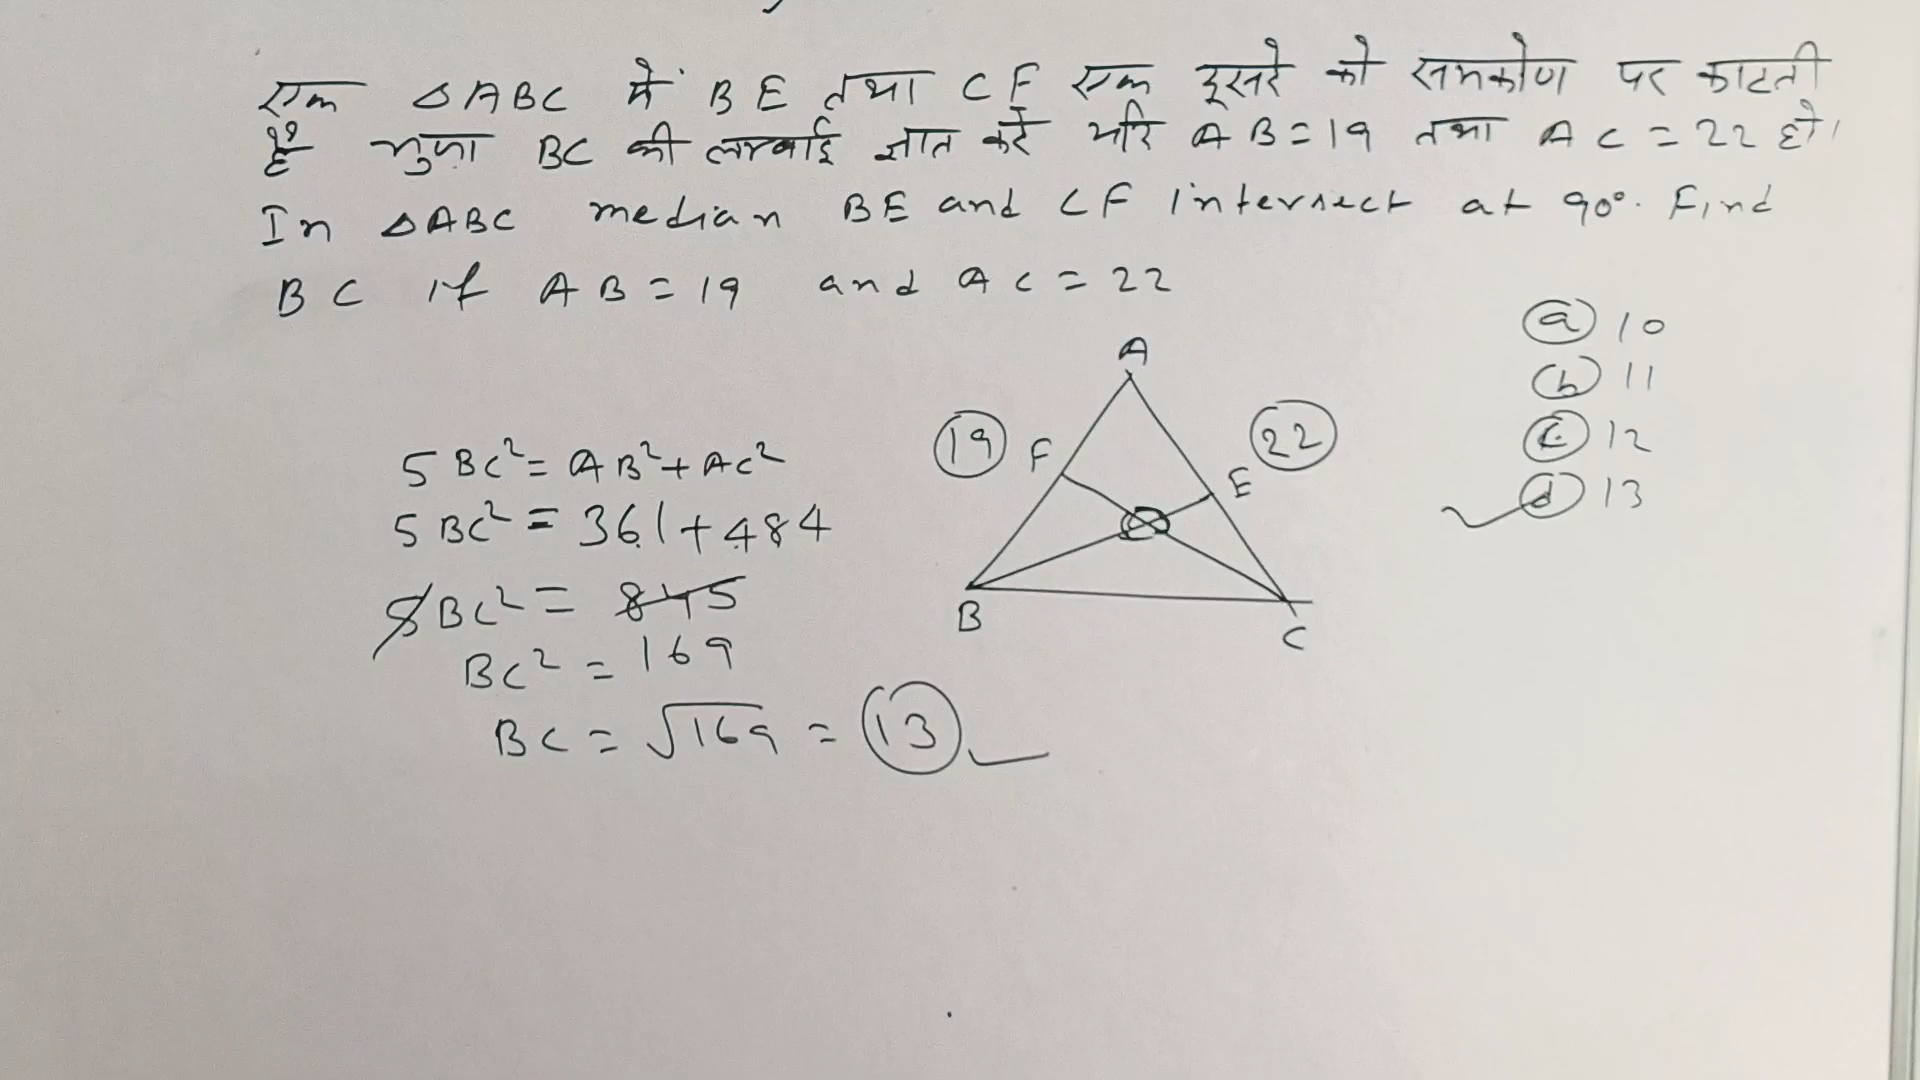 एक △ABC में BE तथा CF एक दूसरे को समकोण पर काटती
है भुजा BC की लम्बाई ज्ञात करें यदि AB=19 तथा AC=22 हो।
In △ABC median BE and CF intersect at 90°. Find
BC if AB=19 and AC=22
(a) 10
(b) 11
(c) 12
(d) 13
A
19 F
22
E
B
C
5BC²=AB²+AC²
5BC²=361+484
5BC²=845
BC²=169
BC=√169=13